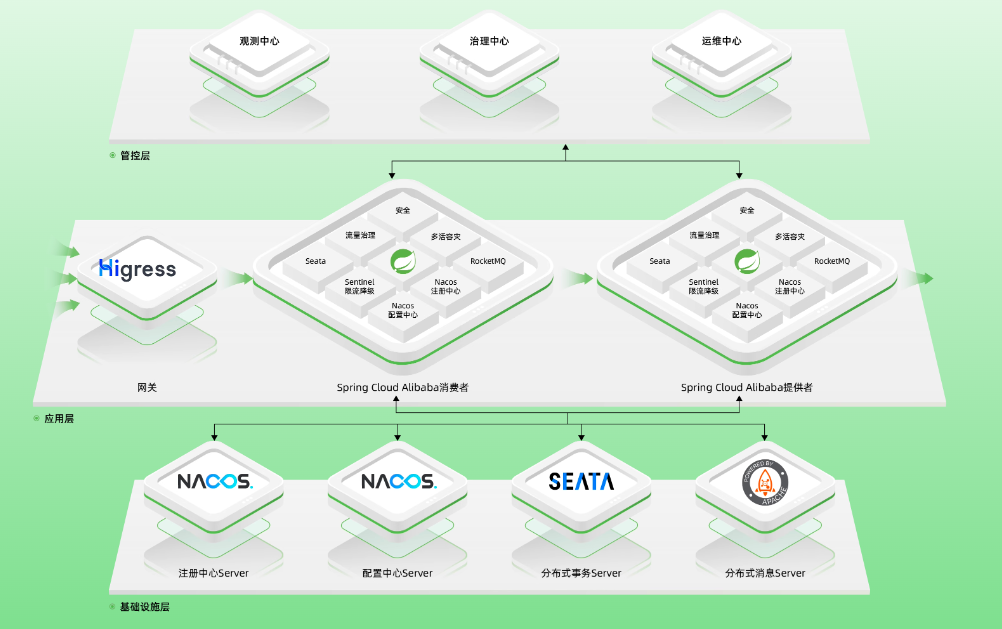 观测中心
治理中心
运维中心
管控层
安全
流量治理
多活容灾
Seata
RocketMQ
Sentinel
限流降级
Nacos
注册中心
Nacos
配置中心
安全
流量治理
多活容灾
Seata
RocketMQ
Sentinel
限流降级
Nacos
注册中心
Nacos
配置中心
Higress
网关
Spring Cloud Alibaba消费者
Spring Cloud Alibaba提供者
应用层
NACOS.
NACOS.
SEATA
POWERED BY
APACHE
注册中心Server
配置中心Server
分布式事务Server
分布式消息Server
基础设施层